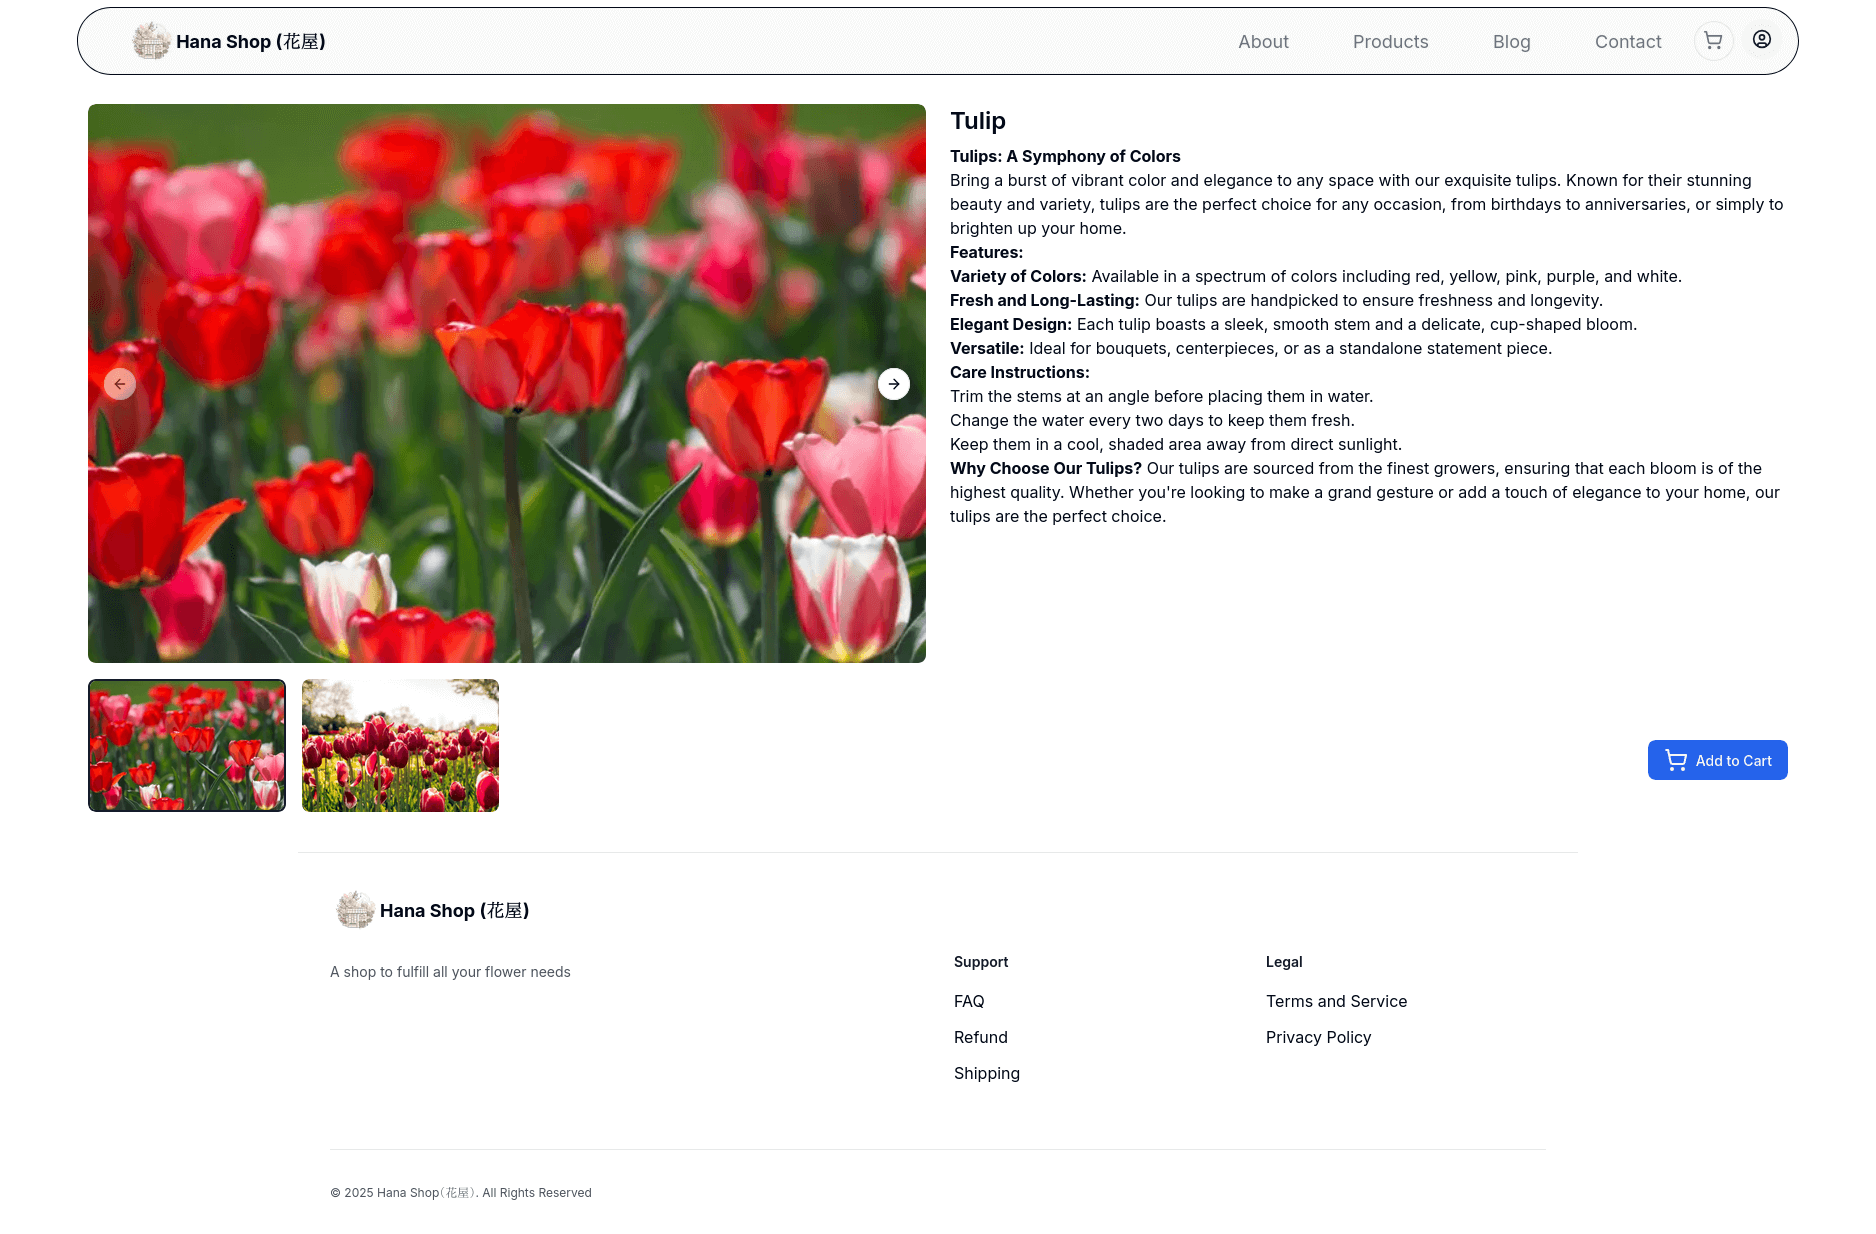 Hana Shop (花屋)
About
Products
Blog
Contact
Tulip
Tulips: A Symphony of Colors
Bring a burst of vibrant color and elegance to any space with our exquisite tulips. Known for their stunning
beauty and variety, tulips are the perfect choice for any occasion, from birthdays to anniversaries, or simply to
brighten up your home.
Features:
Variety of Colors: Available in a spectrum of colors including red, yellow, pink, purple, and white.
Fresh and Long-Lasting: Our tulips are handpicked to ensure freshness and longevity.
Elegant Design: Each tulip boasts a sleek, smooth stem and a delicate, cup-shaped bloom.
Versatile: Ideal for bouquets, centerpieces, or as a standalone statement piece.
Care Instructions:
Trim the stems at an angle before placing them in water.
Change the water every two days to keep them fresh.
Keep them in a cool, shaded area away from direct sunlight.
Why Choose Our Tulips? Our tulips are sourced from the finest growers, ensuring that each bloom is of the
highest quality. Whether you're looking to make a grand gesture or add a touch of elegance to your home, our
tulips are the perfect choice.
Add to Cart
Hana Shop (花屋)
A shop to fulfill all your flower needs
Support
FAQ
Refund
Shipping
Legal
Terms and Service
Privacy Policy
© 2025 Hana Shop（花屋）. All Rights Reserved